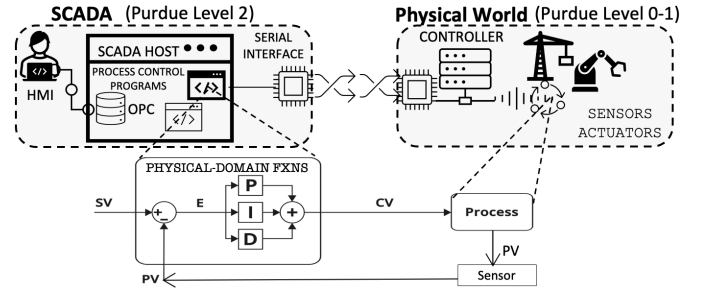 SCADA (Purdue Level 2)
Physical World (Purdue Level 0-1)
SCADA HOST
SERIAL
INTERFACE
CONTROLLER
PROCESS CONTROL
PROGRAMS
</>
HMI
OPC
</>
</>
SENSORS
ACTUATORS
PHYSICAL-DOMAIN FXNS
SV
+
-
E
P
I
D
+
CV
Process
PV
Sensor
PV